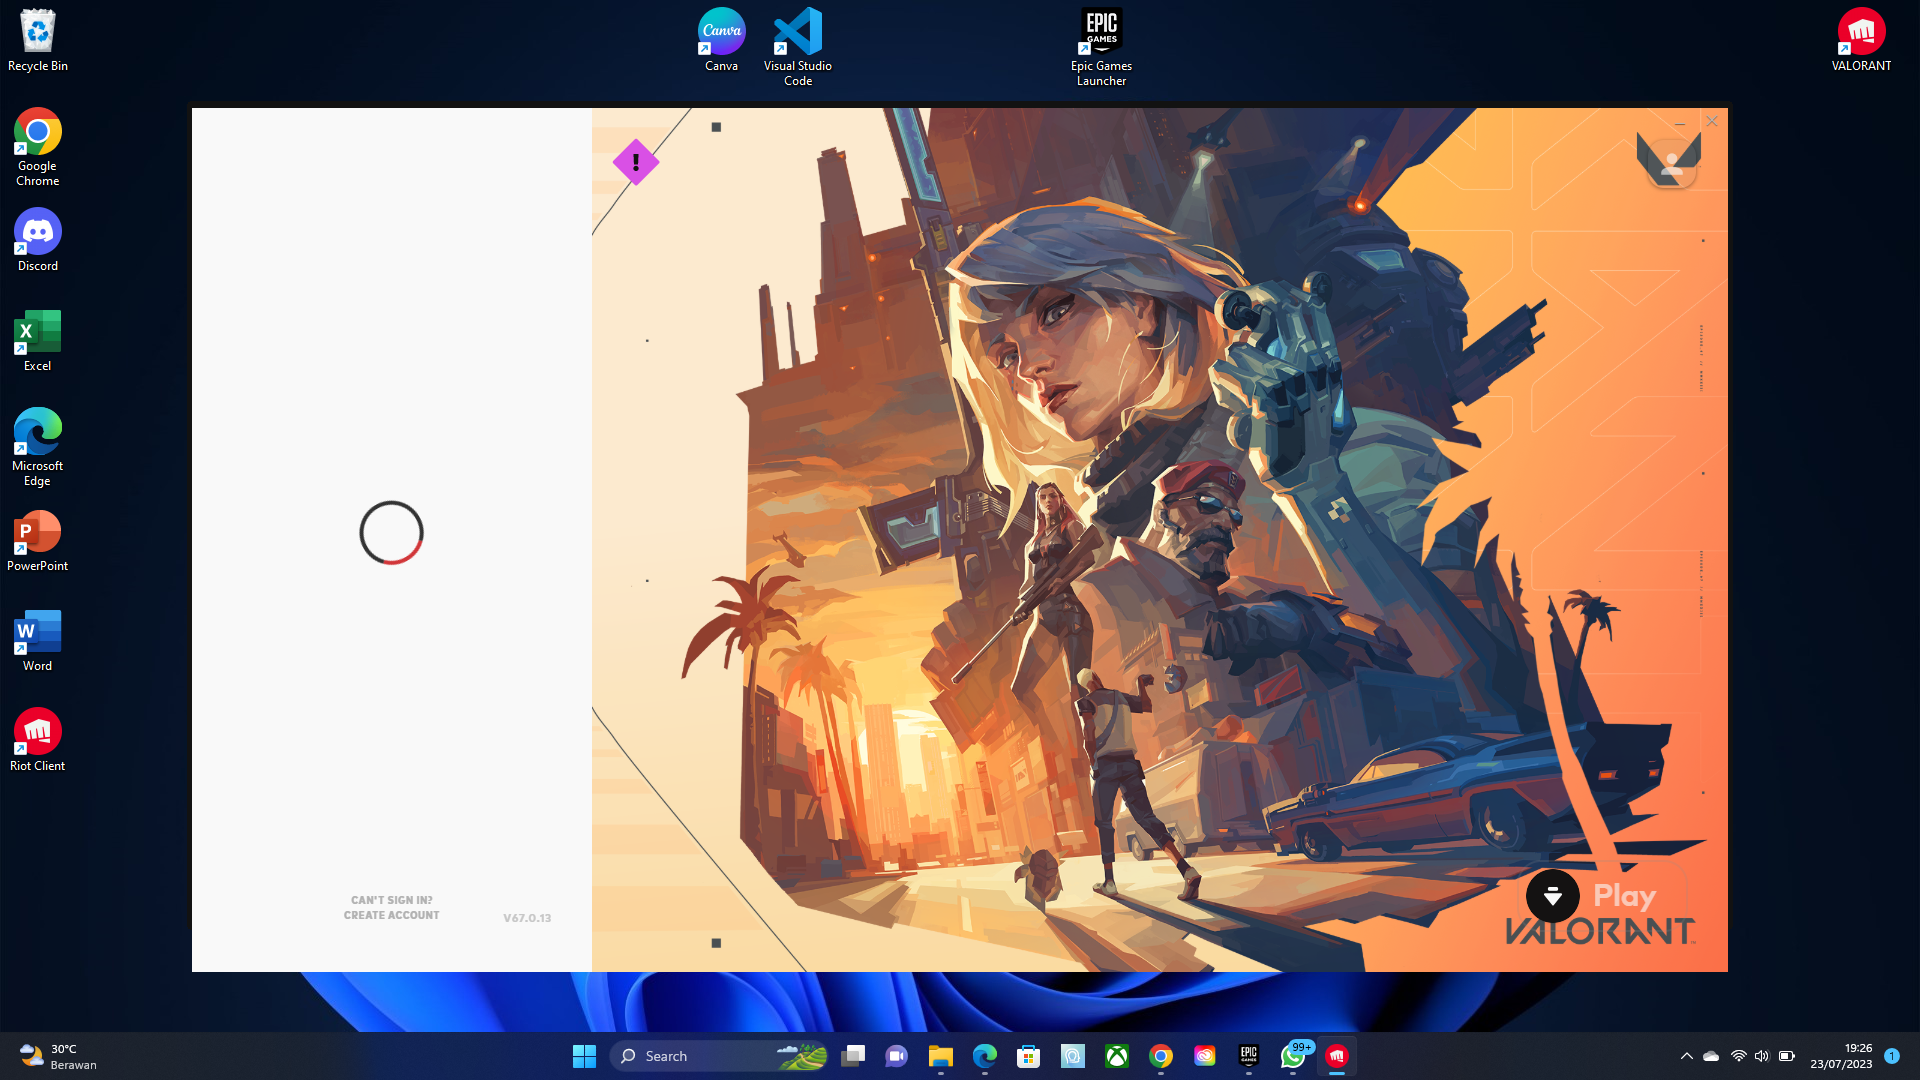 Recycle Bin
Canva
Canva
Visual Studio
Code
EPIC
GAMES
Epic Games
Launcher
VALORANT
Google
Chrome
Discord
X
Excel
Microsoft
Edge
P
PowerPoint
W
Word
Riot Client
!
CAN'T SIGN IN?
CREATE ACCOUNT
V67.0.13
Play
VALORANT
30°C
Berawan
Search
EPIC
GAMES
99+
19:26
23/07/2023
1